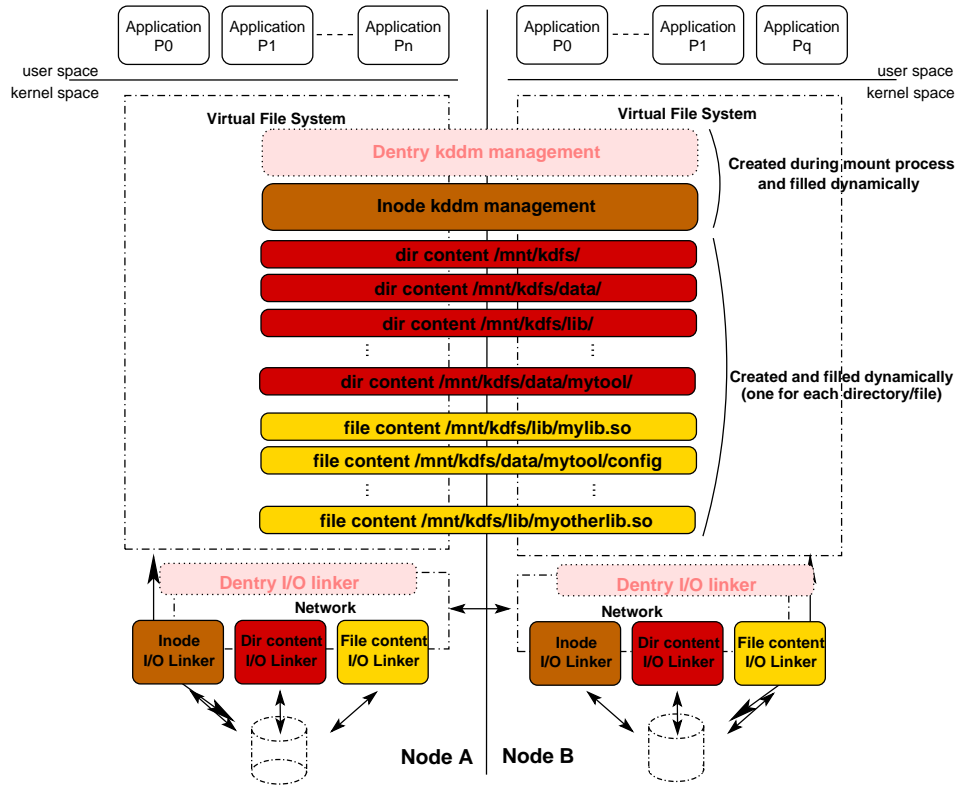 Application P0
Application P1
Application Pn
Application P0
Application P1
Application Pq
user space
kernel space
user space
kernel space
Virtual File System
Virtual File System
Dentry kddm management
Inode kddm management
Created during mount process
and filled dynamically
dir content /mnt/kdfs/
dir content /mnt/kdfs/data/
dir content /mnt/kdfs/lib/
dir content /mnt/kdfs/data/mytool/
file content /mnt/kdfs/lib/mylib.so
file content /mnt/kdfs/data/mytool/config
file content /mnt/kdfs/lib/myotherlib.so
Created and filled dynamically
(one for each directory/file)
Dentry I/O linker
Network
Inode
I/O Linker
Dir content
I/O Linker
File content
I/O Linker
Dentry I/O linker
Network
Inode
I/O Linker
Dir content
I/O Linker
File content
I/O Linker
Node A
Node B